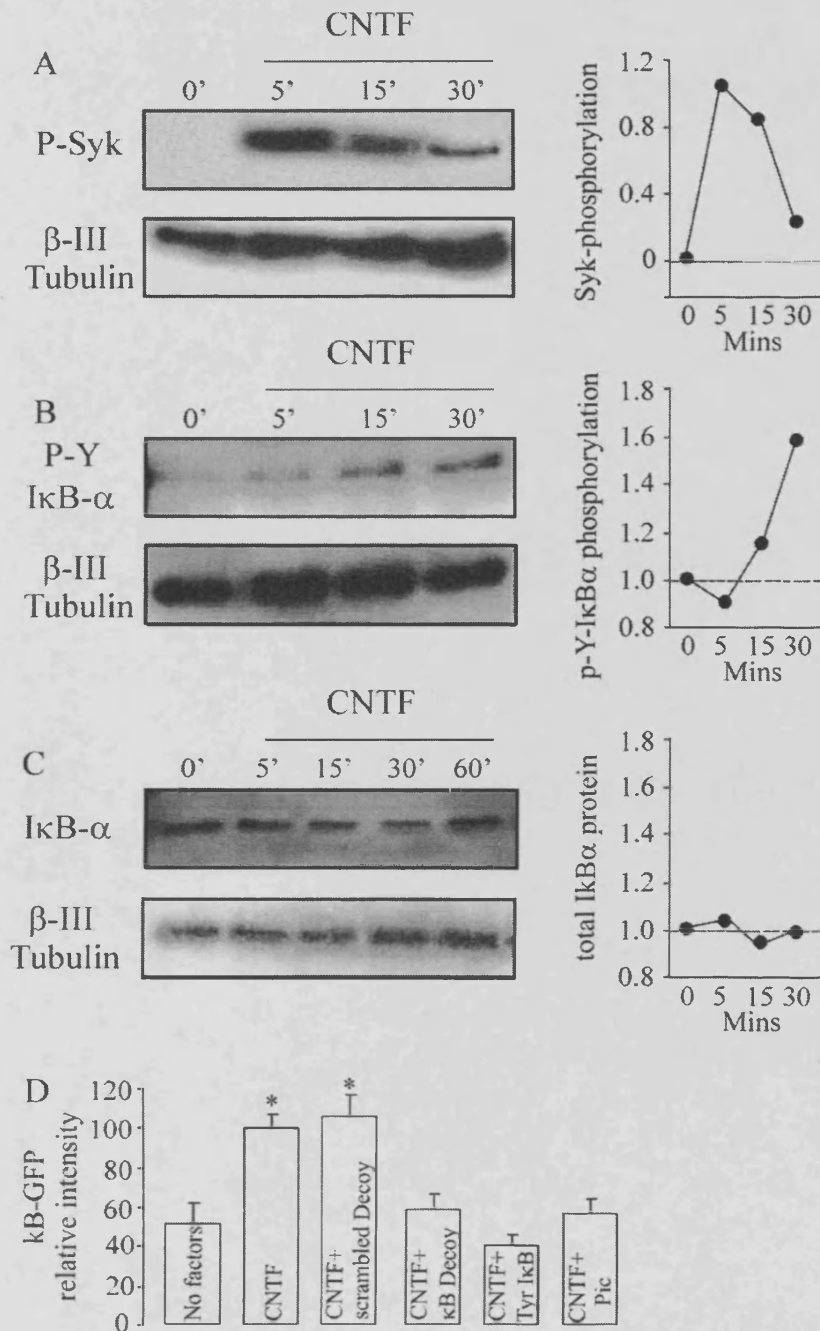 CNTF
A
0' 5' 15' 30'
P-Syk
β-III
Tubulin
Syk-phosphorylation
1.2
0.8
0.4
0
0 5 15 30
Mins
CNTF
B
0' 5' 15' 30'
P-Y
IκB-α
β-III
Tubulin
p-Y-IκBα phosphorylation
1.8
1.6
1.4
1.2
1.0
0.8
0 5 15 30
Mins
CNTF
C
0' 5' 15' 30' 60'
IκB-α
β-III
Tubulin
total IkBα protein
1.8
1.6
1.4
1.2
1.0
0.8
0 5 15 30
Mins
D
kB-GFP
relative intensity
120
100
80
60
40
20
0
No factors
CNTF
CNTF+
scrambled Decoy
CNTF+
κB Decoy
CNTF+
Tyr IκB
CNTF+
Pic
*
*